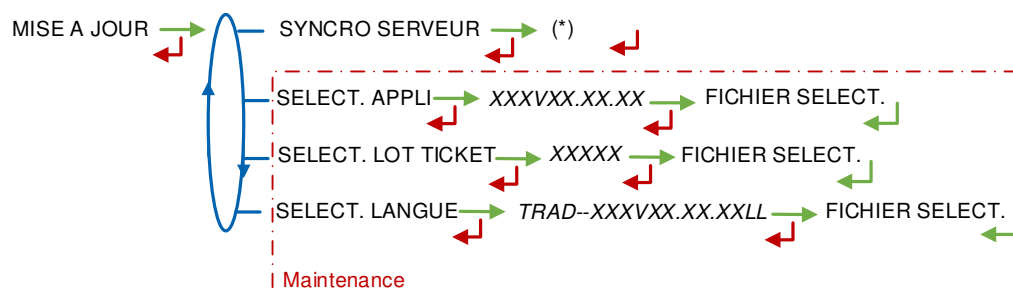 MISE A JOUR SYNCRO SERVEUR (*)
SELECT. APPLI XXXVXX.XX.XX FICHIER SELECT.
SELECT. LOT TICKET XXXXX FICHIER SELECT.
SELECT. LANGUE TRAD--XXXVXX.XX.XXLL FICHIER SELECT.
Maintenance